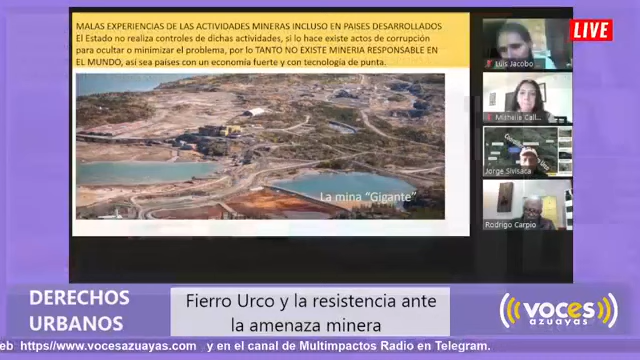 MALAS EXPERIENCIAS DE LAS ACTIVIDADES MINERAS INCLUSO EN PAISES DESARROLLADOS
El Estado no realiza controles de dichas actividades, si lo hace existe actos de corrupción
para ocultar o minimizar el problema, por lo TANTO NO EXISTE MINERIA RESPONSABLE EN
EL MUNDO, así sea países con un economía fuerte y con tecnología de punta.
La mina "Gigante"
LIVE
Luis Jacobo
Michelle Call...
Jorge Sivisaca
Rodrigo Carpio
DERECHOS
URBANOS
Fierro Urco y la resistencia ante
la amenaza minera
voces
azuayas
eb https//www.vocesazuayas.com y en el canal de Multimpactos Radio en Telegram.